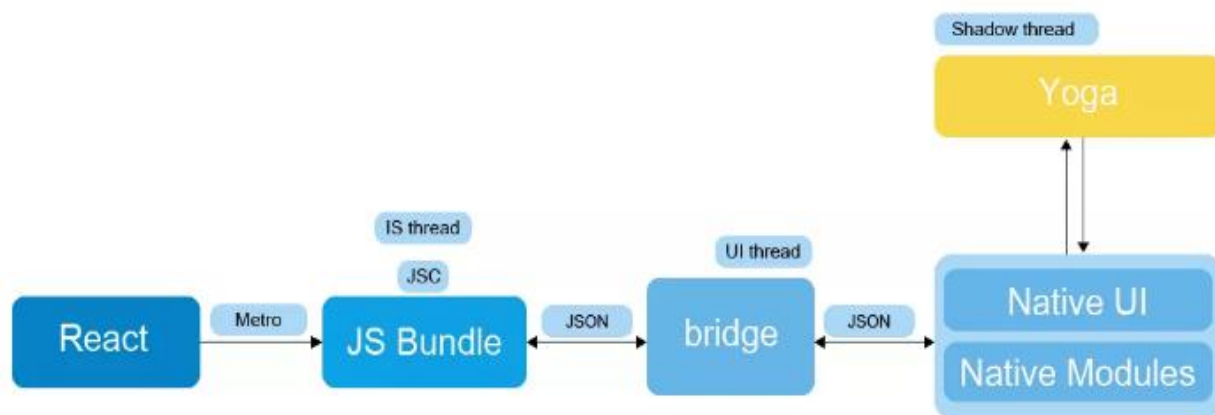 Shadow thread
Yoga
IS thread
JSC
UI thread
React
Metro
JS Bundle
JSON
bridge
JSON
Native UI
Native Modules